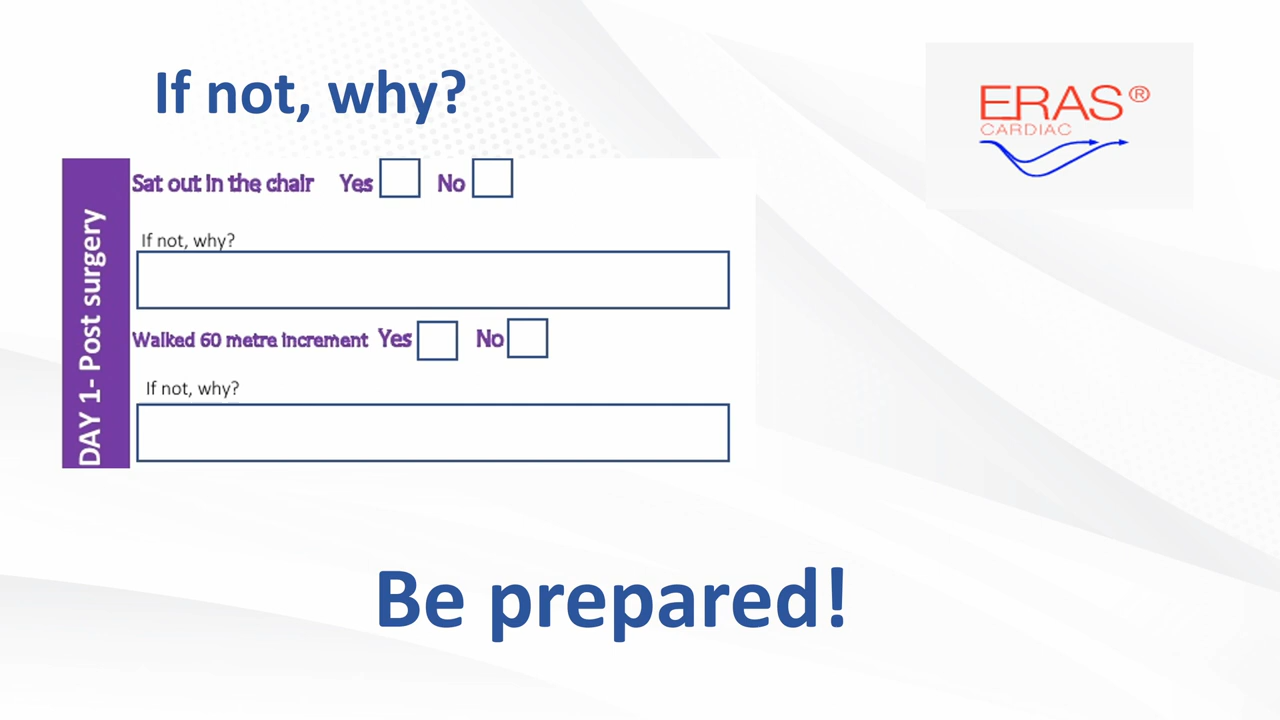 If not, why?
ERAS®
CARDIAC
DAY 1- Post surgery
Sat out in the chair Yes No
If not, why?
Walked 60 metre increment Yes No
If not, why?
Be prepared!